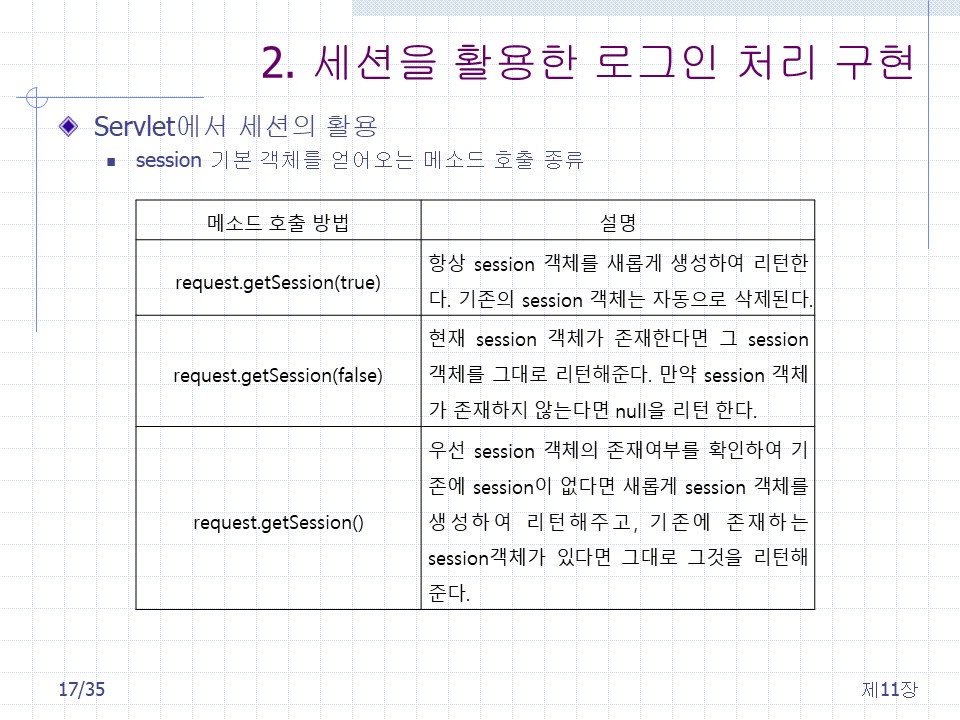 2. 세션을 활용한 로그인 처리 구현
Servlet에서 세션의 활용
session 기본 객체를 얻어오는 메소드 호출 종류
메소드 호출 방법
설명
request.getSession(true)
항상 session 객체를 새롭게 생성하여 리턴한
다. 기존의 session 객체는 자동으로 삭제된다.
request.getSession(false)
현재 session 객체가 존재한다면 그 session
객체를 그대로 리턴해준다. 만약 session 객체
가 존재하지 않는다면 null을 리턴 한다.
request.getSession()
우선 session 객체의 존재여부를 확인하여 기
존에 session이 없다면 새롭게 session 객체를
생성하여 리턴해주고, 기존에 존재하는
session객체가 있다면 그대로 그것을 리턴해
준다.
17/35
제11장